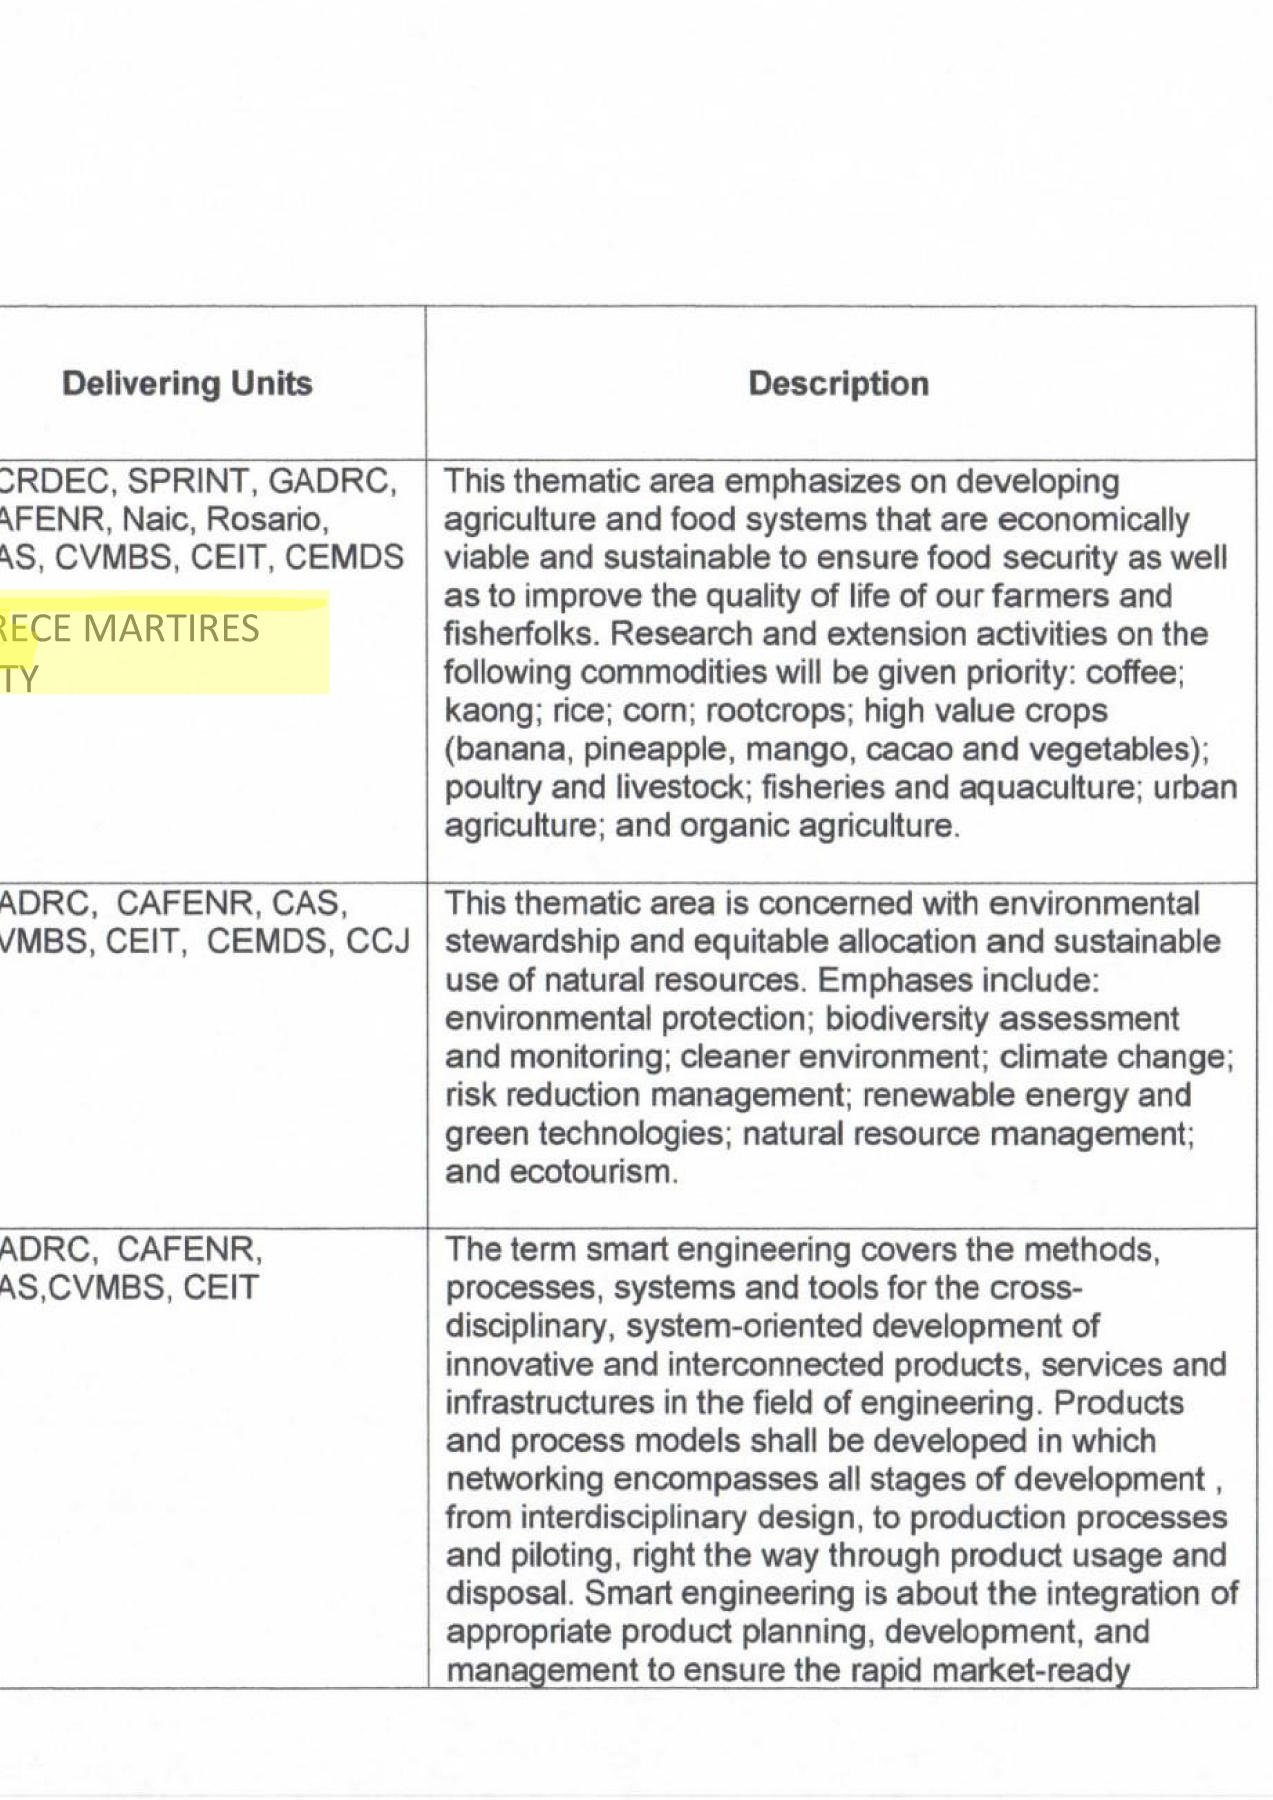 Delivering Units
Description
CRDEC, SPRINT, GADRC,
AFENR, Naic, Rosario,
AS, CVMBS, CEIT, CEMDS
RECE MARTIRES
TY
This thematic area emphasizes on developing
agriculture and food systems that are economically
viable and sustainable to ensure food security as well
as to improve the quality of life of our farmers and
fisherfolks. Research and extension activities on the
following commodities will be given priority: coffee;
kaong; rice; corn; rootcrops; high value crops
(banana, pineapple, mango, cacao and vegetables);
poultry and livestock; fisheries and aquaculture; urban
agriculture; and organic agriculture.
ADRC, CAFENR, CAS,
VMBS, CEIT, CEMDS, CCJ
This thematic area is concerned with environmental
stewardship and equitable allocation and sustainable
use of natural resources. Emphases include:
environmental protection; biodiversity assessment
and monitoring; cleaner environment; climate change;
risk reduction management; renewable energy and
green technologies; natural resource management;
and ecotourism.
ADRC, CAFENR,
AS,CVMBS, CEIT
The term smart engineering covers the methods,
processes, systems and tools for the cross-
disciplinary, system-oriented development of
innovative and interconnected products, services and
infrastructures in the field of engineering. Products
and process models shall be developed in which
networking encompasses all stages of development ,
from interdisciplinary design, to production processes
and piloting, right the way through product usage and
disposal. Smart engineering is about the integration of
appropriate product planning, development, and
management to ensure the rapid market-ready